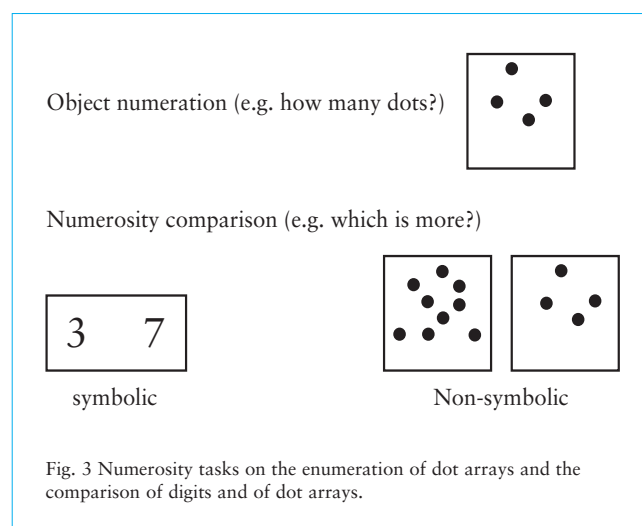 Object numeration (e.g. how many dots?)
Numerosity comparison (e.g. which is more?)
3 7
symbolic
Non-symbolic
Fig. 3 Numerosity tasks on the enumeration of dot arrays and the
comparison of digits and of dot arrays.